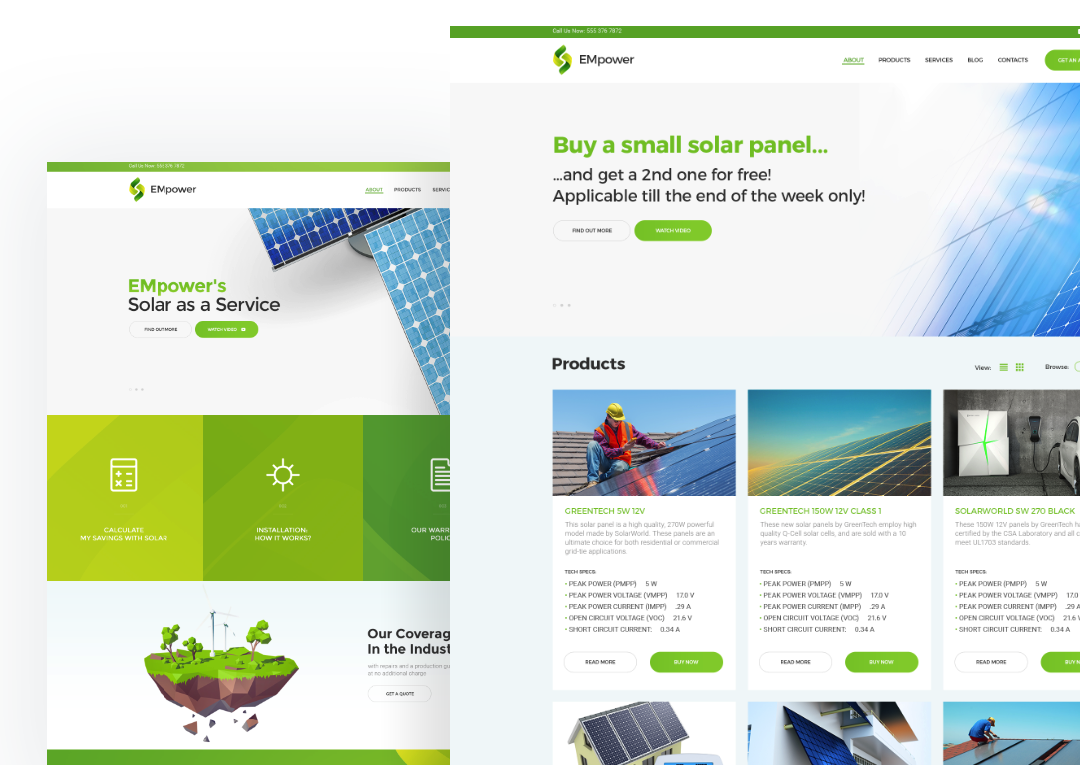 Call Us Now: 555 376 7872
EMpower
ABOUT
PRODUCTS
EMpower's
Solar as a Service
FIND OUTMORE
WATCH VIDEO
CALCULATE
MY SAVINGS WITH SOLAR
INSTALLATION:
HOW IT WORKS?
OUR
Our
In the
with repairs and a production
or no additional charge
GET A QUOTE
Call Us Now: 555 376 7872
EMpower
ABOUT
PRODUCTS
SERVICES
BLOG
CONTACTS
GET AN
Buy a small solar panel...
...and get a 2nd one for free!
Applicable till the end of the week only!
FIND OUT MORE
WATCH VIDEO
Products
View:
Browse:
GREENTECH 5W 12V
This solar panel is a high quality, 270W powerful
model made by SolarWorld. These panels are an
ultimate choice for both residential or commercial
grid-tie applications.
TECH SPECS:
• PEAK POWER (PMPP) 5 W
• PEAK POWER VOLTAGE (VMPP) 17.0 V
• PEAK POWER CURRENT (IMPP) .29 A
• OPEN CIRCUIT VOLTAGE (VOC) 21.6 V
• SHORT CIRCUIT CURRENT: 0.34 A
READ MORE
BUY NOW
GREENTECH 150W 12V CLASS 1
These new solar panels by GreenTech employ high
quality Q-Cell solar cells, and are sold with a 10
years warranty.
TECH SPECS:
• PEAK POWER (PMPP) 5 W
• PEAK POWER VOLTAGE (VMPP) 17.0 V
• PEAK POWER CURRENT (IMPP) .29 A
• OPEN CIRCUIT VOLTAGE (VOC) 21.6 V
• SHORT CIRCUIT CURRENT: 0.34 A
READ MORE
BUY NOW
SOLARWORLD SW 270 BLACK
These 150W 12V panels by GreenTech
certified by the CSA Laboratory and all
meet UL1703 standards.
TECH SPECS:
• PEAK POWER (PMPP) 5 W
• PEAK POWER VOLTAGE (VMPP) 17.0
• PEAK POWER CURRENT (IMPP) .29 A
• OPEN CIRCUIT VOLTAGE (VOC) 21.6
• SHORT CIRCUIT CURRENT: 0.34 A
READ MORE
BUY